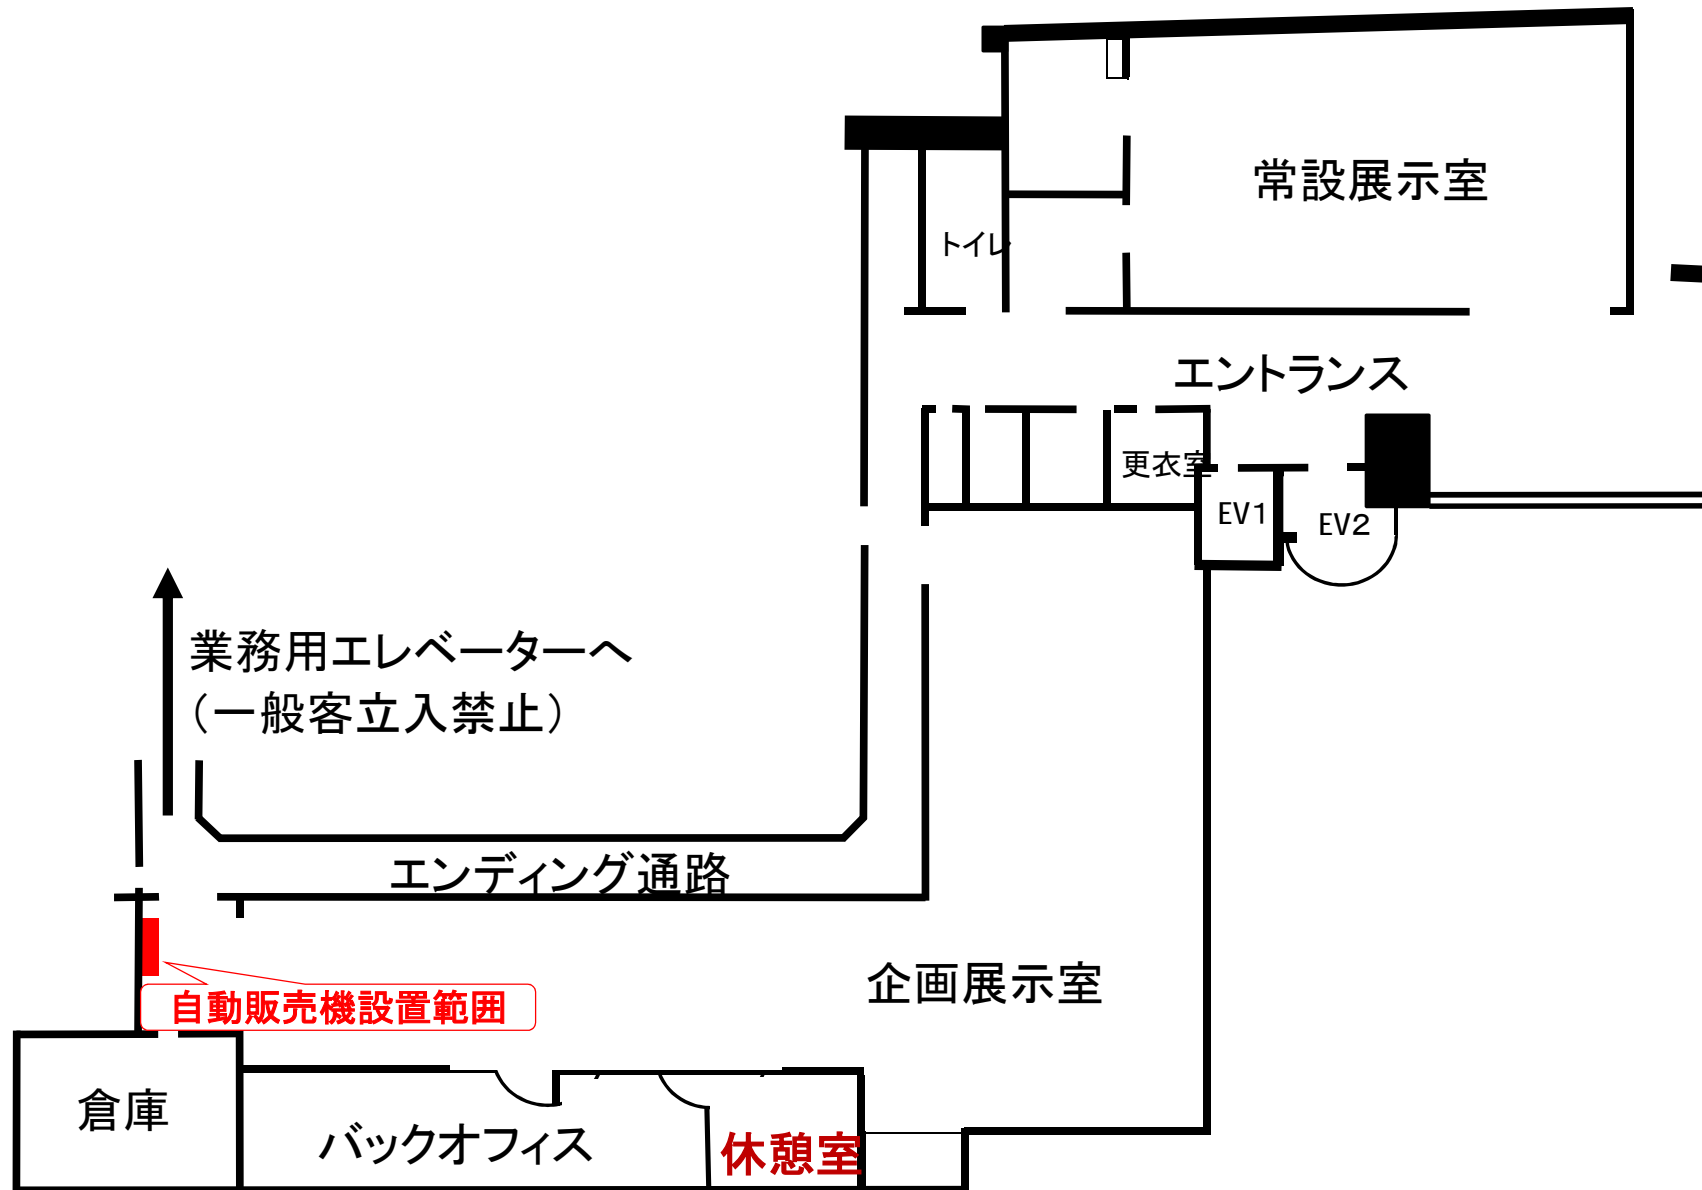 常設展示室
トイレ
エントランス
更衣室
EV1
EV2
業務用エレベーターへ
（一般客立入禁止）
エンディング通路
企画展示室
自動販売機設置範囲
倉庫
バックオフィス
休憩室